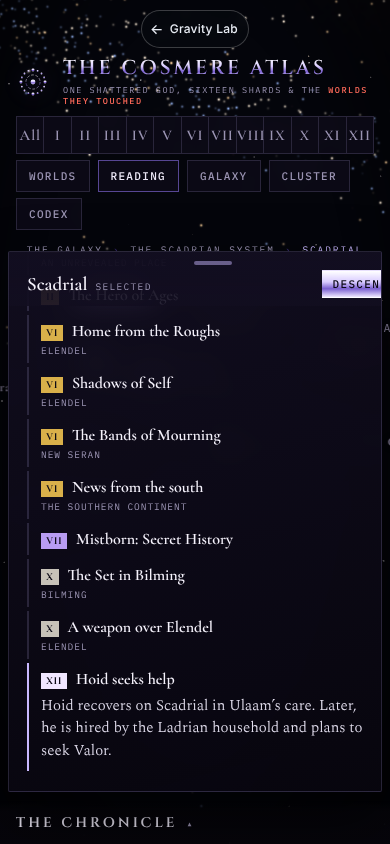 ← Gravity Lab
THE COSMERE ATLAS
ONE SHATTERED GOD, SIXTEEN SHARDS & THE WORLDS
THEY TOUCHED
All I II III IV V VI VII VIII IX X XI XII
WORLDS READING GALAXY CLUSTER
CODEX
THE GALAXY · THE SCADRIAN SYSTEM · SCADRIAL
Scadrial SELECTED
DESCEN
The Hero of Ages
VI Home from the Roughs
ELENDEL
VI Shadows of Self
ELENDEL
VI The Bands of Mourning
NEW SERAN
VI News from the south
THE SOUTHERN CONTINENT
VII Mistborn: Secret History
X The Set in Bilming
BILMING
X A weapon over Elendel
ELENDEL
XII Hoid seeks help
Hoid recovers on Scadrial in Ulaam's care. Later,
he is hired by the Ladrian household and plans to
seek Valor.
THE CHRONICLE